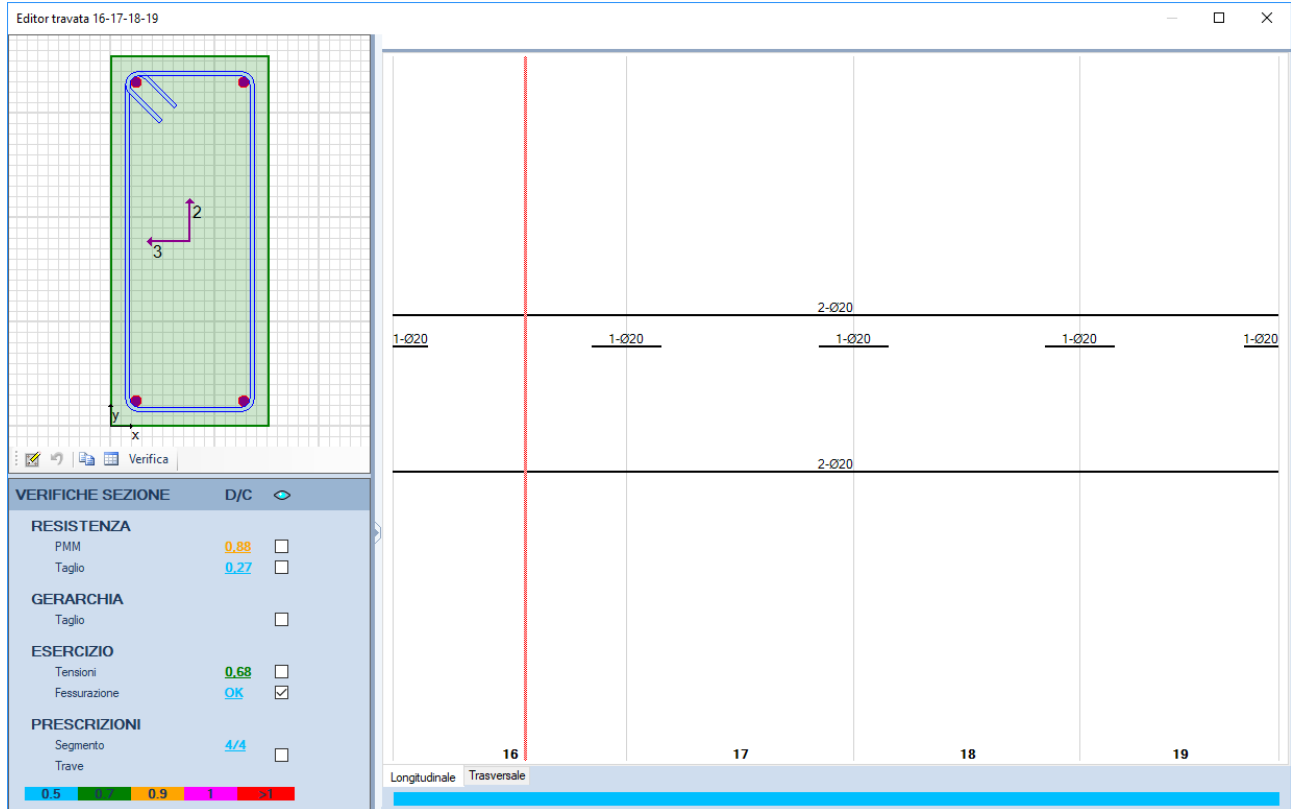 Editor travata 16-17-18-19
2
3
y
x
Verifica
VERIFICHE SEZIONE D/C
RESISTENZA
PMM 0,88
Taglio 0,27
GERARCHIA
Taglio
ESERCIZIO
Tensioni 0,68
Fessurazione OK
PRESCRIZIONI
Segmento 4/4
Trave
0.5 0.7 0.9 1 >1
2-Ø20
1-Ø20 1-Ø20 1-Ø20 1-Ø20 1-Ø20
2-Ø20
16 17 18 19
Longitudinale Trasversale